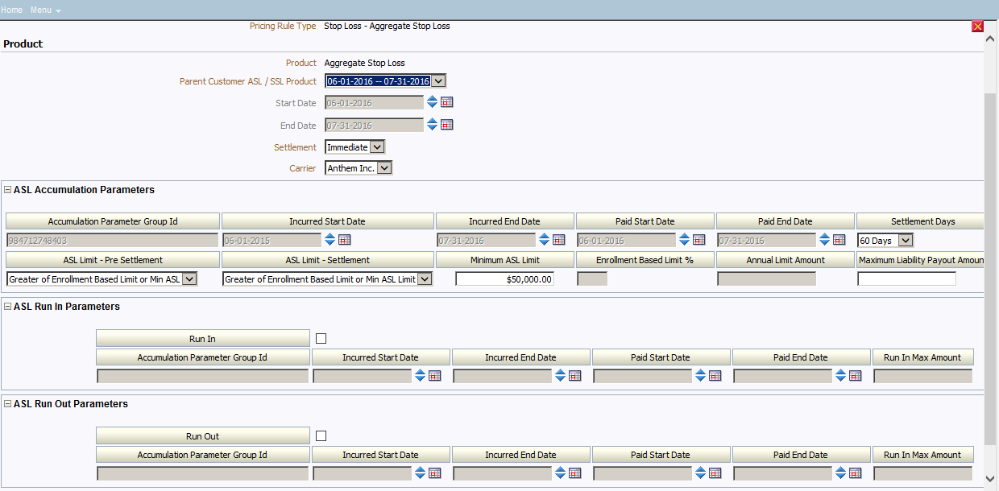 Home Menu
Pricing Rule Type Stop Loss - Aggregate Stop Loss
Product
Product Aggregate Stop Loss
Parent Customer ASL / SSL Product 06-01-2016 -- 07-31-2016
Start Date 06-01-2016
End Date 07-31-2016
Settlement Immediate
Carrier Anthem Inc.
ASL Accumulation Parameters
Accumulation Parameter Group Id Incurred Start Date Incurred End Date Paid Start Date Paid End Date Settlement Days
984712748403 06-01-2015 07-31-2016 06-01-2016 07-31-2016 60 Days
ASL Limit - Pre Settlement ASL Limit - Settlement Minimum ASL Limit Enrollment Based Limit % Annual Limit Amount Maximum Liability Payout Amoun
Greater of Enrollment Based Limit or Min ASL Greater of Enrollment Based Limit or Min ASL Limit $50,000.00
ASL Run In Parameters
Run In
Accumulation Parameter Group Id Incurred Start Date Incurred End Date Paid Start Date Paid End Date Run In Max Amount
ASL Run Out Parameters
Run Out
Accumulation Parameter Group Id Incurred Start Date Incurred End Date Paid Start Date Paid End Date Run In Max Amount